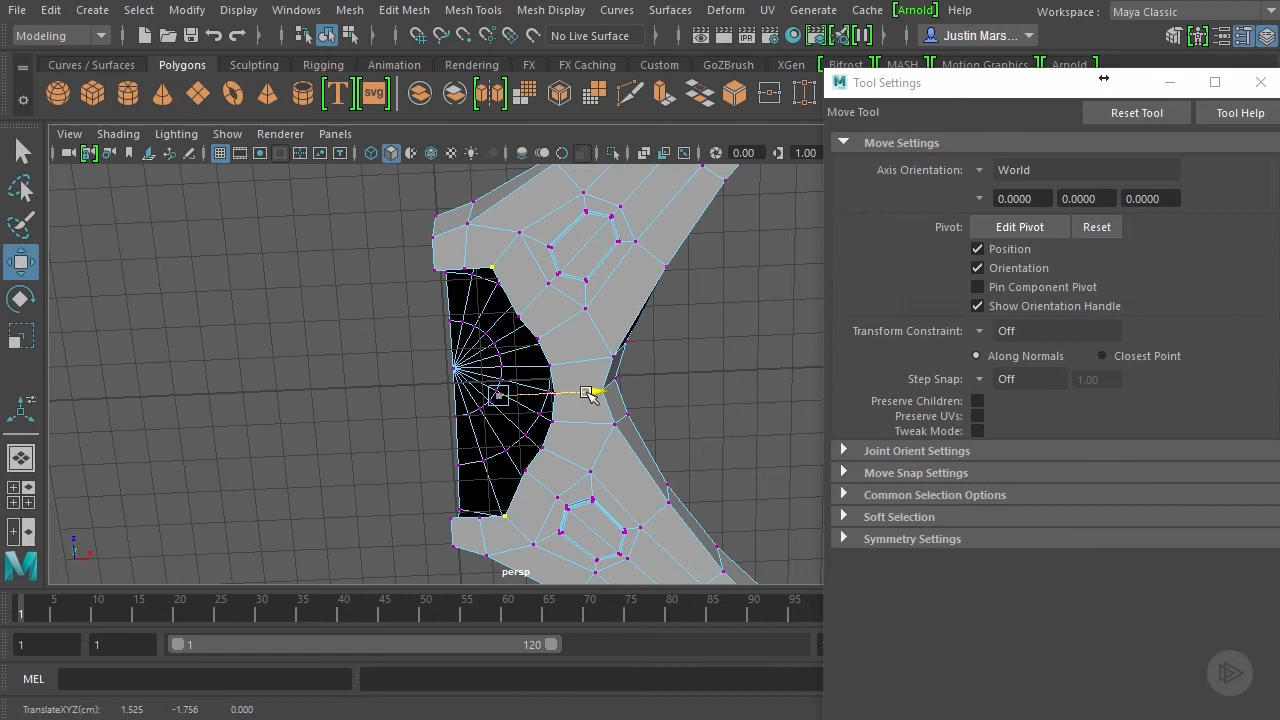 File Edit Create Select Modify Display Windows Mesh Edit Mesh Mesh Tools Mesh Display Curves Surfaces Deform UV Generate Cache [Arnold] Help Workspace : Maya Classic
Modeling No Live Surface IPR Justin Mars...
Curves / Surfaces Polygons Sculpting Rigging Animation Rendering FX FX Caching Custom GoZBrush XGen Bifrost MASH Motion Graphics Arnold
T svg
Tool Settings
Move Tool Reset Tool Tool Help
View Shading Lighting Show Renderer Panels
0.00 1.00
Move Settings
Axis Orientation: World
0.0000 0.0000 0.0000
Pivot: Edit Pivot Reset
Position
Orientation
Pin Component Pivot
Show Orientation Handle
Transform Constraint: Off
Along Normals Closest Point
Step Snap: Off 1.00
Preserve Children:
Preserve UVs:
Tweak Mode:
Joint Orient Settings
Move Snap Settings
Common Selection Options
Soft Selection
Symmetry Settings
z
x
persp
5 10 15 20 25 30 35 40 45 50 55 60 65 70 75 80 85 90 95
1
1 1 1 120
MEL
TranslateXYZ(cm): 1.525 -1.756 0.000